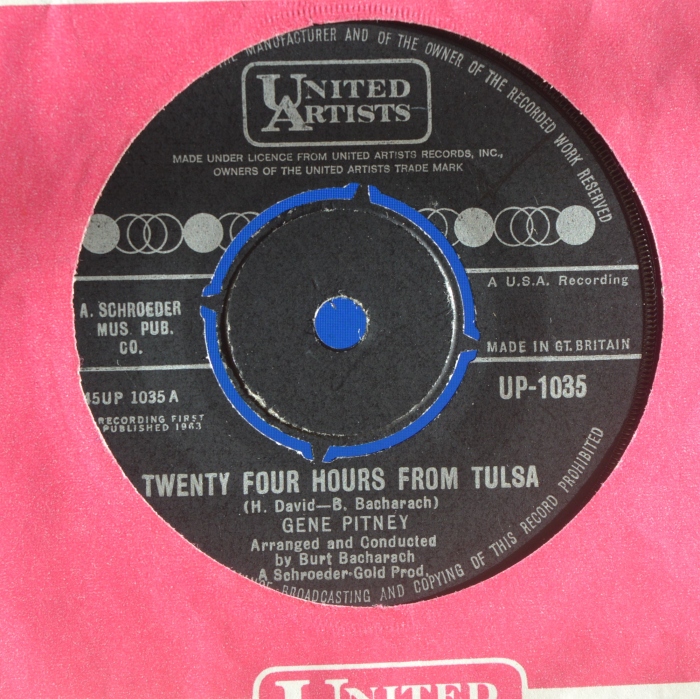 MANUFACTURER AND OF THE OWNER OF THE RECORDED WORK RESERVED
UNITED
ARTISTS
MADE UNDER LICENCE FROM UNITED ARTISTS RECORDS, INC.,
OWNERS OF THE UNITED ARTISTS TRADE MARK
A U.S.A. Recording
A. SCHROEDER
MUS. PUB.
CO.
MADE IN GT. BRITAIN
45UP 1035 A
UP-1035
RECORDING FIRST
PUBLISHED 1963
TWENTY FOUR HOURS FROM TULSA
(H. David—B. Bacharach)
GENE PITNEY
Arranged and Conducted
by Burt Bacharach
A Schroeder-Gold Prod.
BROADCASTING AND COPYING OF THIS RECORD PROHIBITED
UNITED